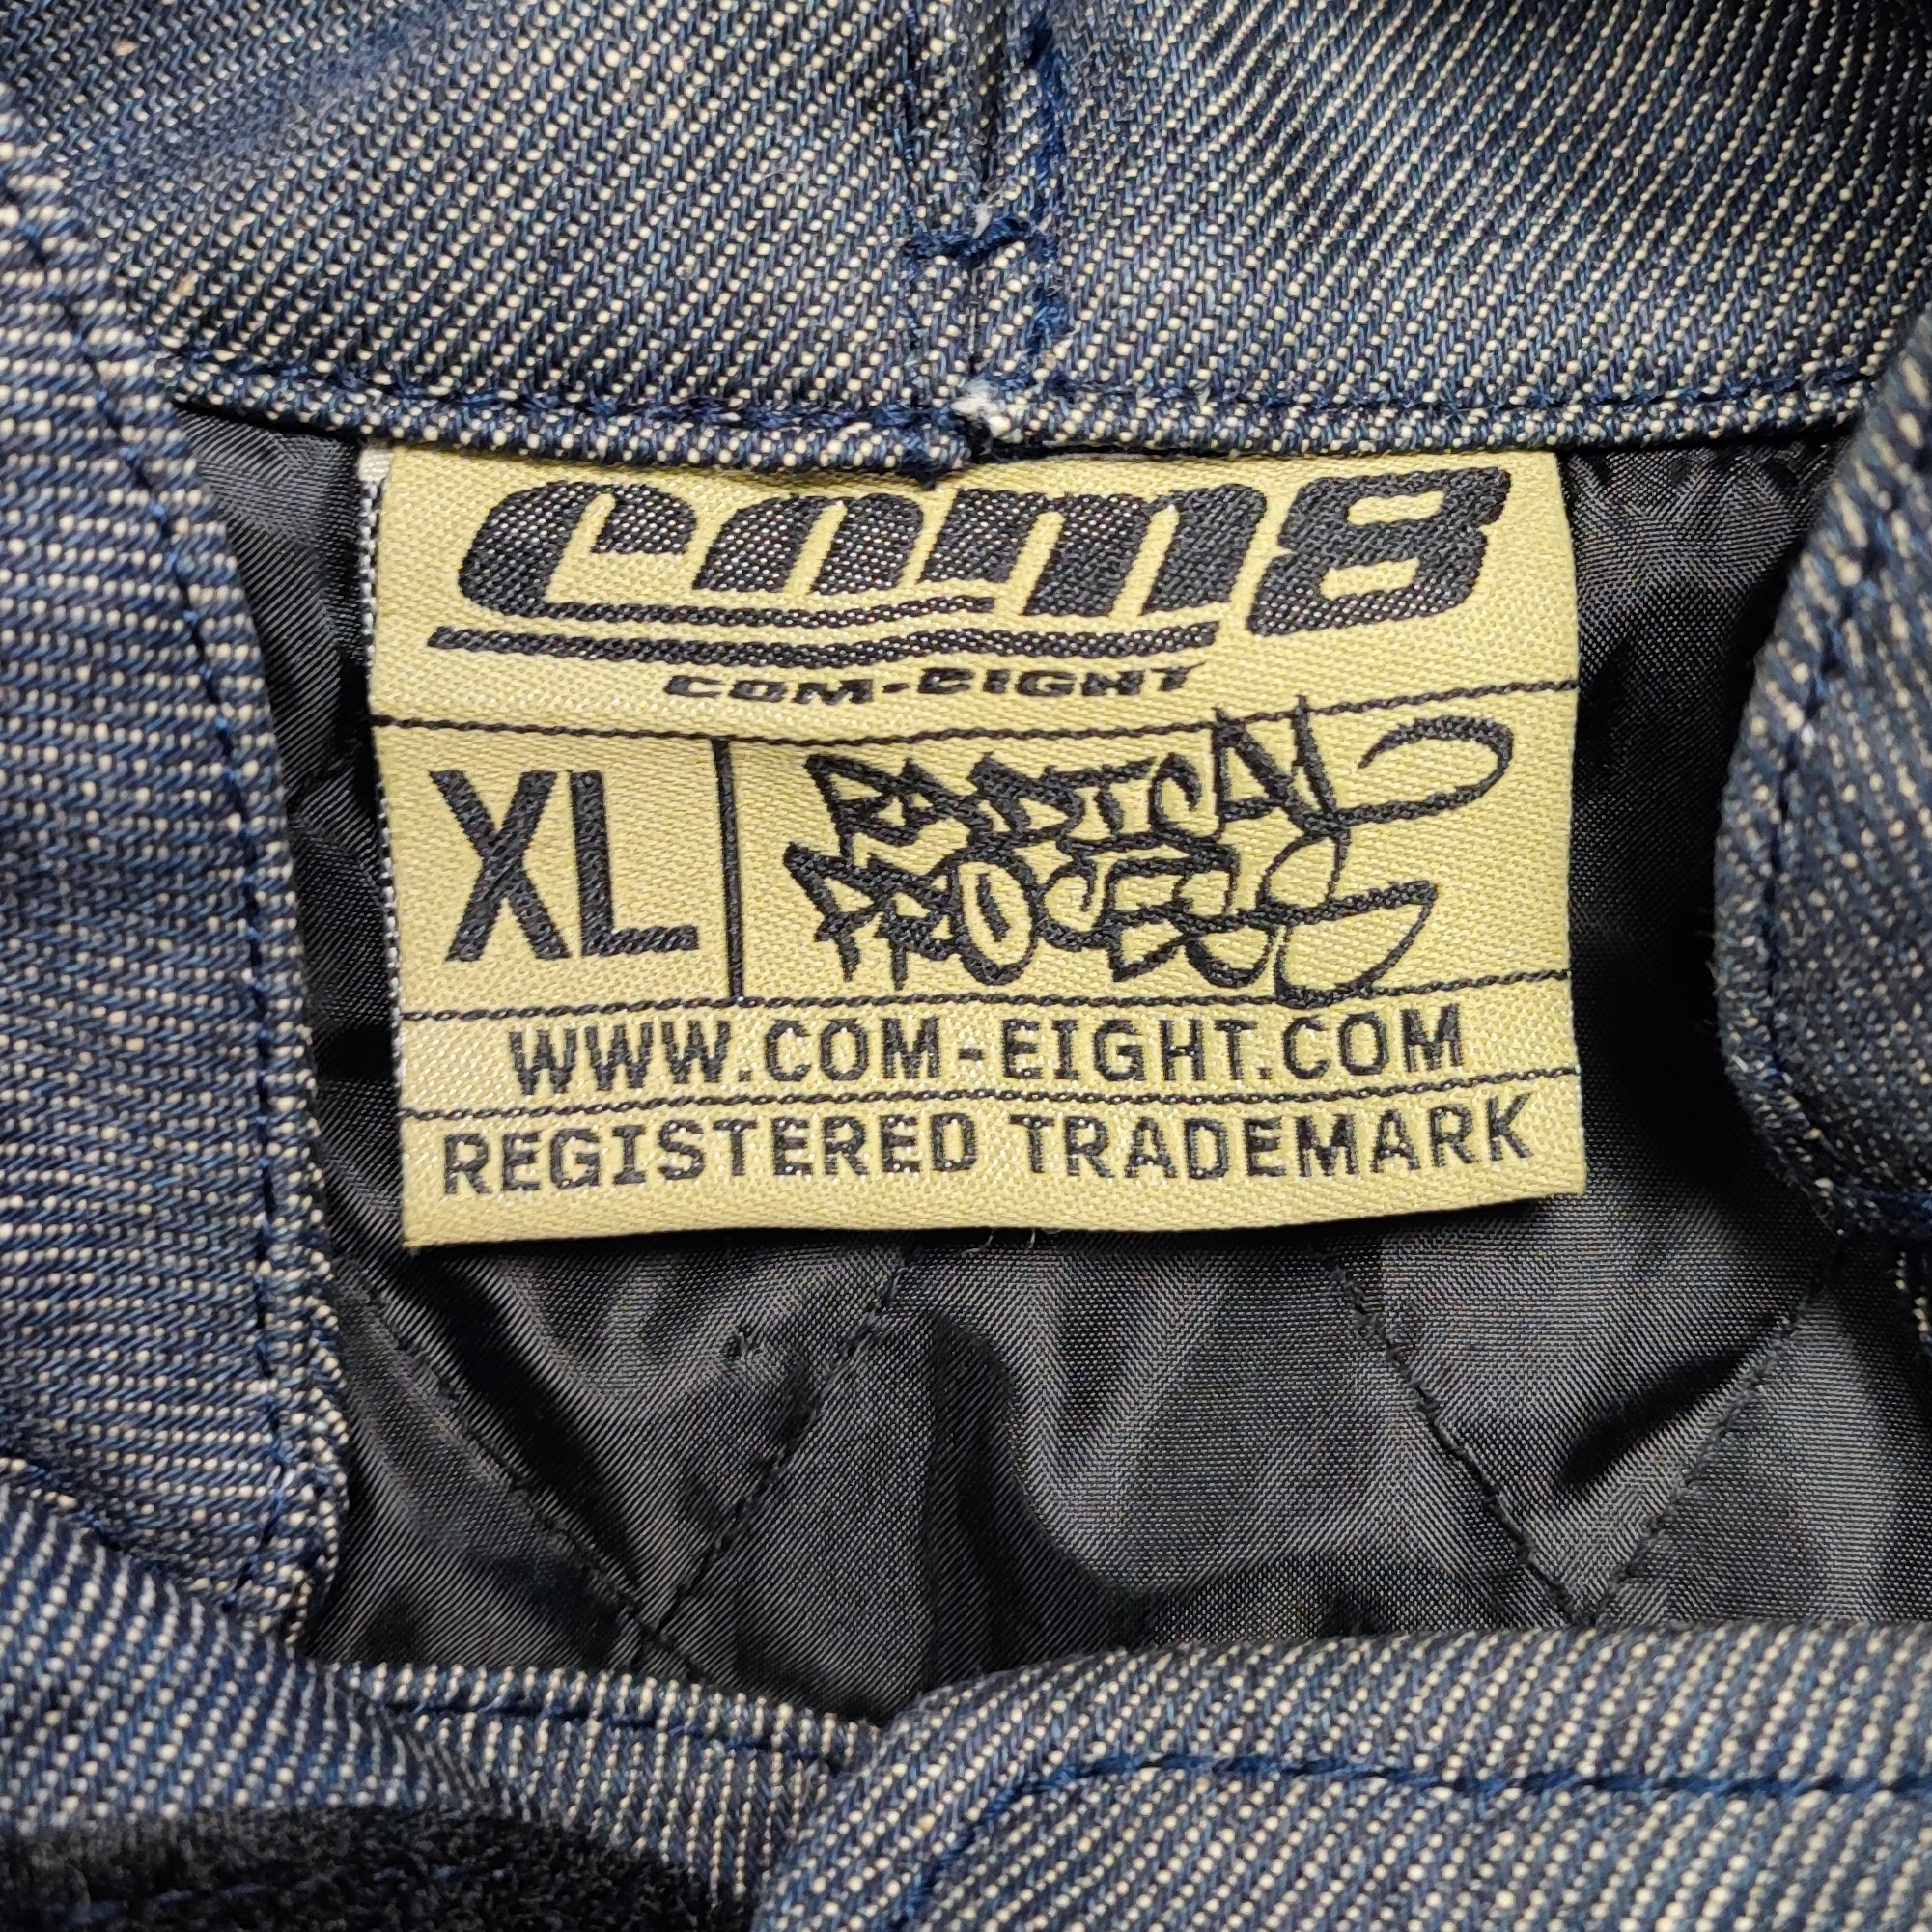 com8
COM-EIGHT
XL
RADICAL
PROCESS
WWW.COM-EIGHT.COM
REGISTERED TRADEMARK